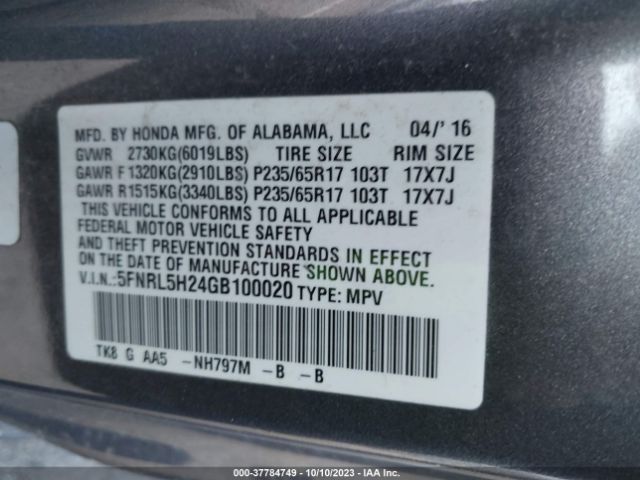 MFD. BY HONDA MFG. OF ALABAMA, LLC 04/'16
GVWR 2730KG(6019LBS) TIRE SIZE RIM SIZE
GAWR F1320KG(2910LBS) P235/65R17 103T 17X7J
GAWR R1515KG(3340LBS) P235/65R17 103T 17X7J
THIS VEHICLE CONFORMS TO ALL APPLICABLE
FEDERAL MOTOR VEHICLE SAFETY
AND THEFT PREVENTION STANDARDS IN EFFECT
ON THE DATE OF MANUFACTURE SHOWN ABOVE.
V.I.N.:5FNRL5H24GB100020 TYPE: MPV
TK8 G AA5 -NH797M -B -B
000-37784749 - 10/10/2023 - IAA Inc.